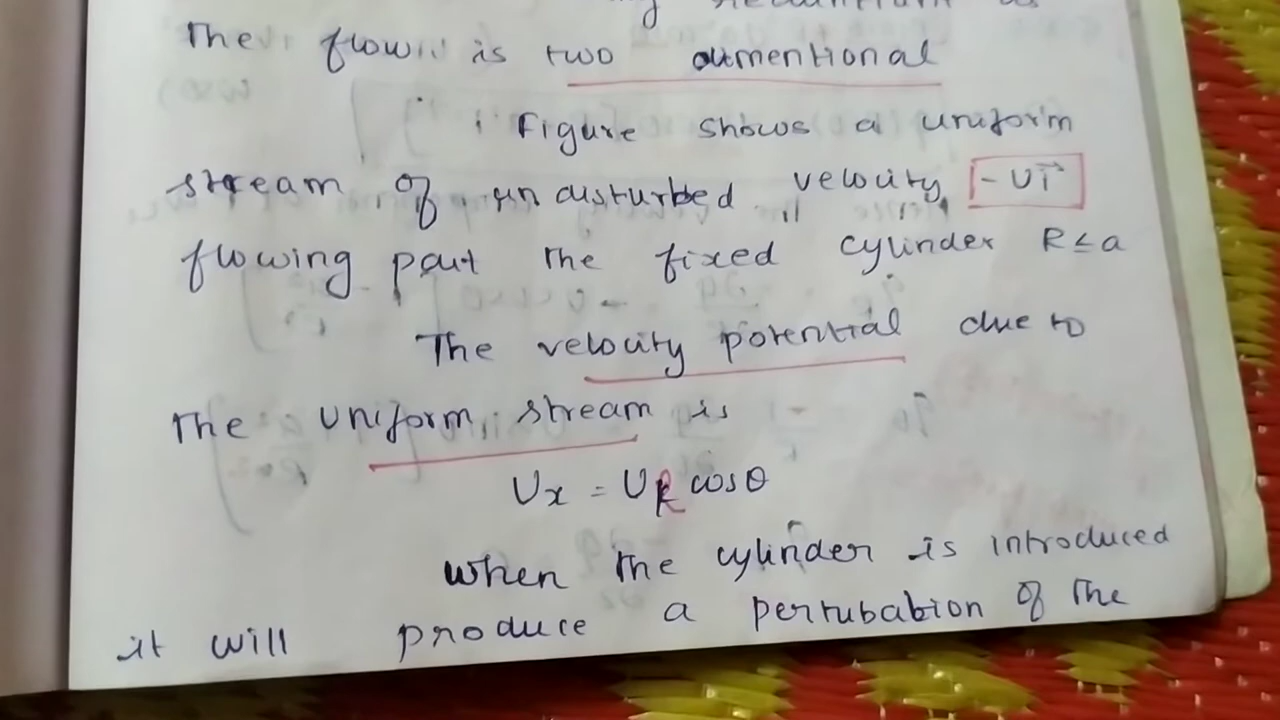 The flow is two dimentional
Figure shows a uniform
stream of undisturbed velocity -Ui⃗
flowing part the fixed cylinder R≤a
The velocity potential due to
the uniform stream is
Ux = UR cosθ
when the cylinder is introduced
it will produce a pertubabion of the